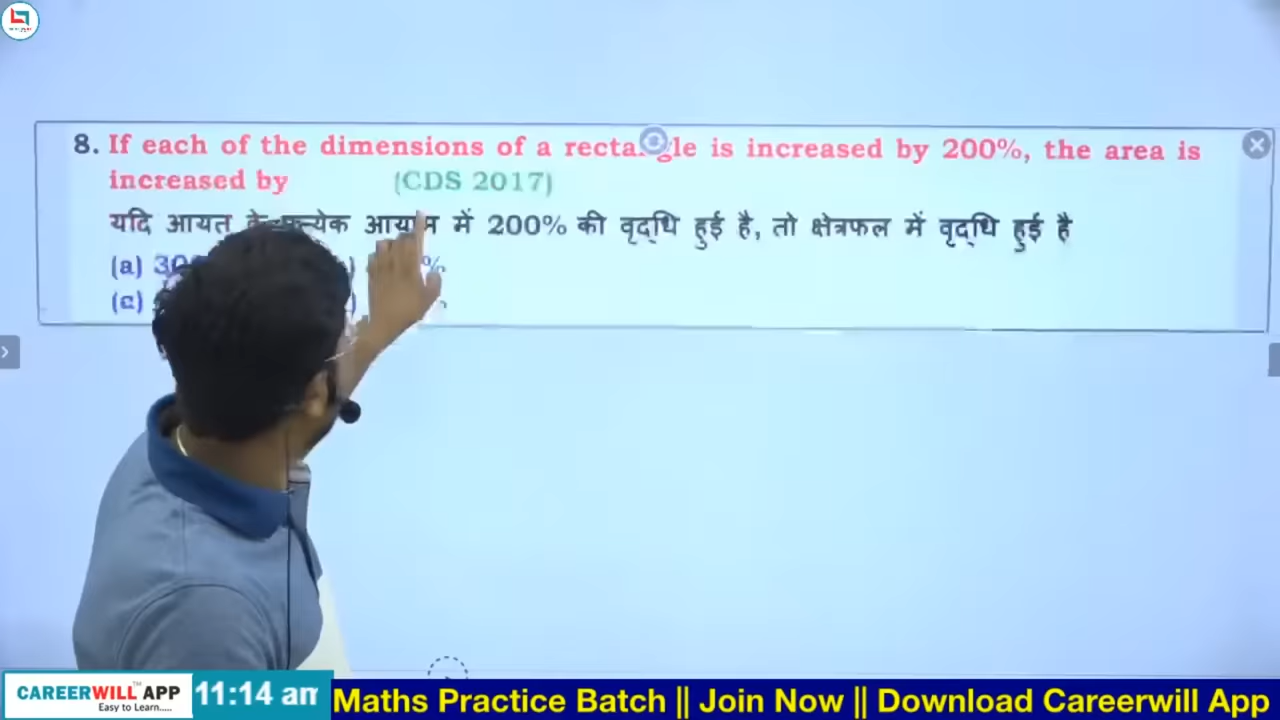 8. If each of the dimensions of a rectangle is increased by 200%, the area is
increased by (CDS 2017)
यदि आयत के प्रत्येक आयाम में 200% की वृद्धि हुई है, तो क्षेत्रफल में वृद्धि हुई है
(a) %
(c)
CAREERWILL APP
Easy to Learn.....
11:14 am
Maths Practice Batch || Join Now || Download Careerwill App